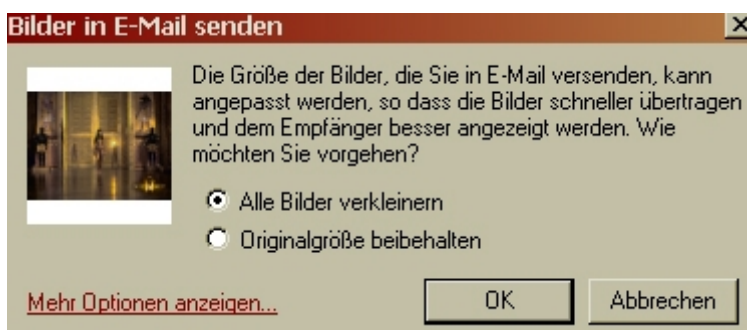 Bilder in E-Mail senden
Die Größe der Bilder, die Sie in E-Mail versenden, kann
angepasst werden, so dass die Bilder schneller übertragen
und dem Empfänger besser angezeigt werden. Wie
möchten Sie vorgehen?
Alle Bilder verkleinern
Originalgröße beibehalten
Mehr Optionen anzeigen...
OK
Abbrechen